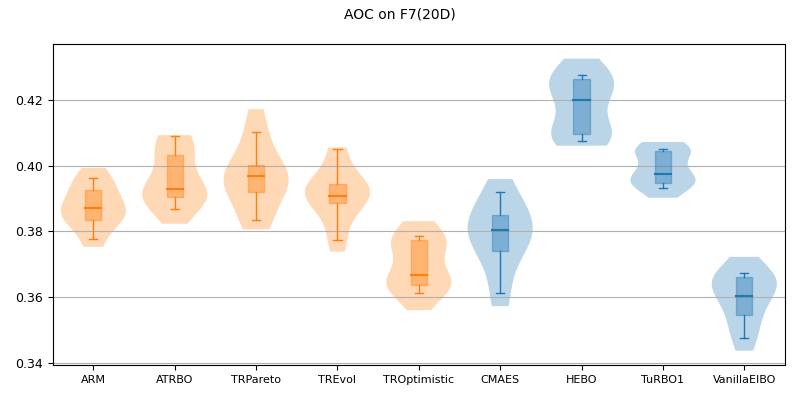 AOC on F7(20D)
0.42
0.40
0.38
0.36
0.34
ARM ATRBO TRPareto TREvol TROptimistic CMAES HEBO TuRBO1 VanillaEIBO